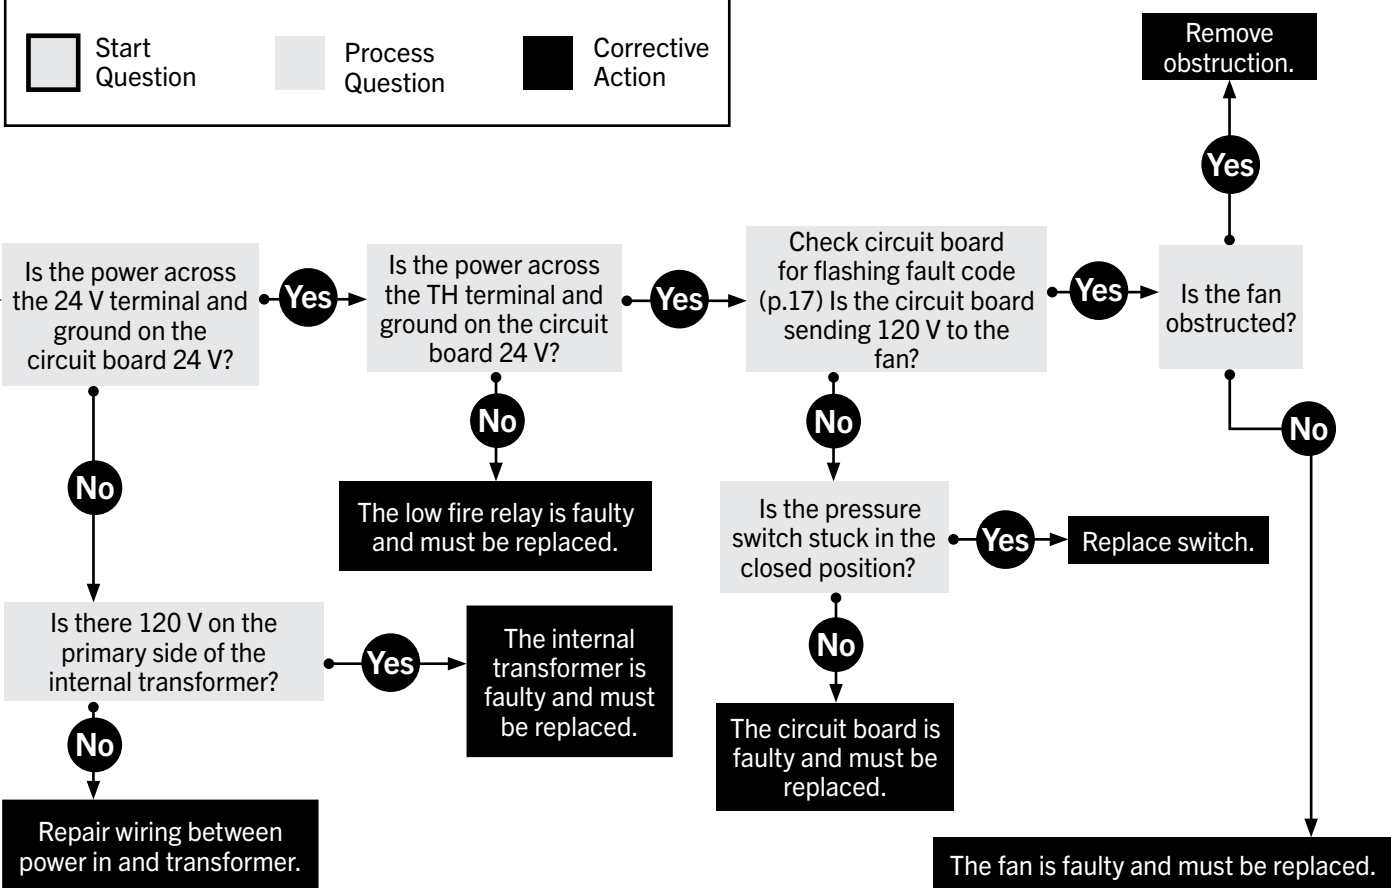 Start
Question
Process
Question
Corrective
Action
Remove
obstruction.
Yes
Is the power across
the 24 V terminal and
ground on the
circuit board 24 V?
Yes
Is the power across
the TH terminal and
ground on the circuit
board 24 V?
Yes
Check circuit board
for flashing fault code
(p.17) Is the circuit board
sending 120 V to the
fan?
Yes
Is the fan
obstructed?
No
No
No
No
The low fire relay is faulty
and must be replaced.
Is the pressure
switch stuck in the
closed position?
Yes
Replace switch.
Is there 120 V on the
primary side of the
internal transformer?
Yes
The internal
transformer is
faulty and must
be replaced.
No
The circuit board is
faulty and must be
replaced.
No
Repair wiring between
power in and transformer.
The fan is faulty and must be replaced.